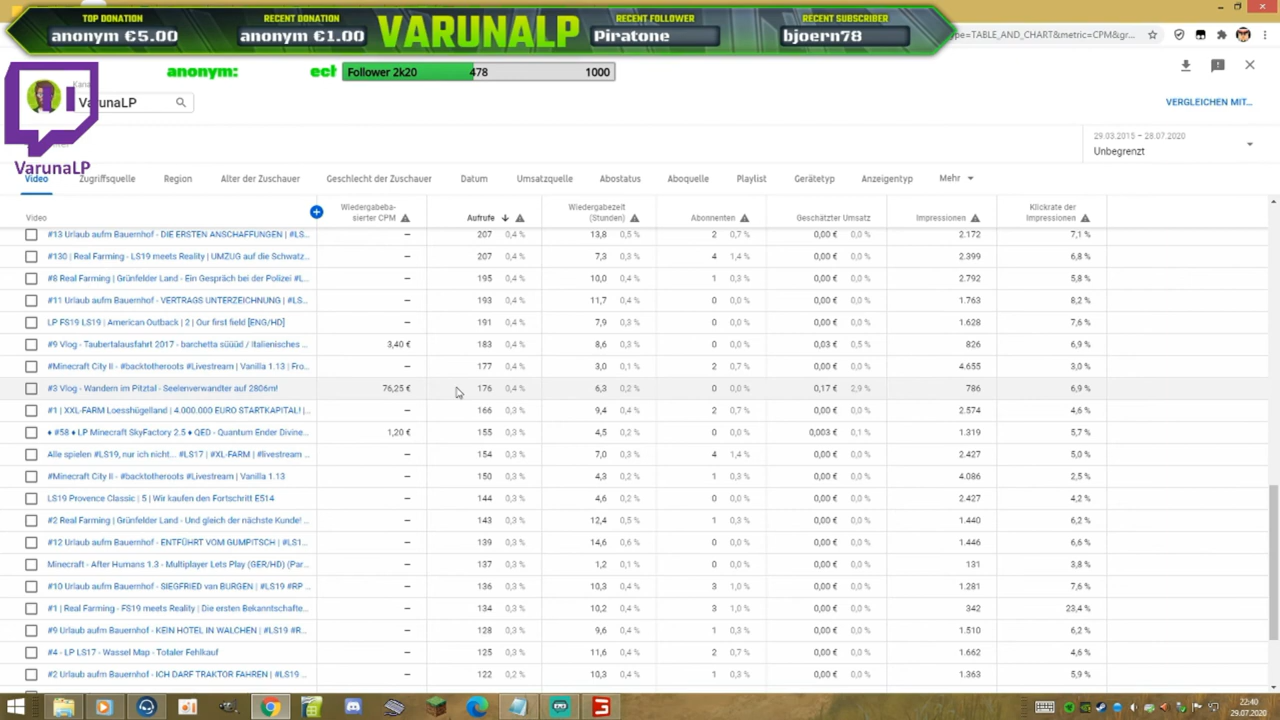 TOP DONATION
anonym €5.00
RECENT DONATION
anonym €1.00
VARUNALP
RECENT FOLLOWER
Piratone
RECENT SUBSCRIBER
bjoern78
ype=TABLE_AND_CHART&metric=CPM&gr...
anonym:
ech
Follower 2k20 478 1000
VarunaLP
VERGLEICHEN MIT...
29.03.2015 – 28.07.2020
Unbegrenzt
VarunaLP
Video Zugriffsquelle Region Alter der Zuschauer Geschlecht der Zuschauer Datum Umsatzquelle Abostatus Aboquelle Playlist Gerätetyp Anzeigentyp Mehr
Video Wiedergabeba-sierter CPM Aufrufe Wiedergabezeit (Stunden) Abonnenten Geschätzter Umsatz Impressionen Klickrate der Impressionen
#13 Urlaub aufm Bauernhof - DIE ERSTEN ANSCHAFFUNGEN | #LS... – 207 0,4 % 13,8 0,5 % 2 0,7 % 0,00 € 0,0 % 2.172 7,1 %
#130 | Real Farming - LS19 meets Reality | UMZUG auf die Schwatz... – 207 0,4 % 7,3 0,3 % 4 1,4 % 0,00 € 0,0 % 2.399 6,8 %
#8 Real Farming | Grünfelder Land - Ein Gespräch bei der Polizei #L... – 195 0,4 % 10,0 0,4 % 1 0,3 % 0,00 € 0,0 % 2.792 5,8 %
#11 Urlaub aufm Bauernhof - VERTRAGS UNTERZEICHNUNG | #LS... – 193 0,4 % 11,7 0,4 % 0 0,0 % 0,00 € 0,0 % 1.763 8,2 %
LP FS19 LS19 | American Outback | 2 | Our first field [ENG/HD] – 191 0,4 % 7,9 0,3 % 0 0,0 % 0,00 € 0,0 % 1.628 7,6 %
#9 Vlog - Taubertalausfahrt 2017 - barchetta süüüd / Italienisches ... 3,40 € 183 0,4 % 8,6 0,3 % 0 0,0 % 0,03 € 0,5 % 826 6,9 %
#Minecraft City II - #backtotheroots #Livestream | Vanilla 1.13 | Fro... – 177 0,4 % 3,0 0,1 % 2 0,7 % 0,00 € 0,0 % 4.655 3,8 %
#3 Vlog - Wandern im Pitztal - Seelenverwandter auf 2806m! 76,25 € 176 0,4 % 6,3 0,2 % 0 0,0 % 0,17 € 2,9 % 786 6,9 %
#1 | XXL-FARM Loesshügelland | 4.000.000 EURO STARTKAPITAL! |... – 166 0,3 % 9,4 0,4 % 2 0,7 % 0,00 € 0,0 % 2.574 4,6 %
♦ #58 ♦ LP Minecraft SkyFactory 2.5 ♦ QED - Quantum Ender Divine... 1,20 € 155 0,3 % 4,5 0,2 % 0 0,0 % 0,003 € 0,1 % 1.319 5,7 %
Alle spielen #LS19, nur ich nicht... #LS17 | #XL-FARM | #livestream ... – 154 0,3 % 7,0 0,3 % 4 1,4 % 0,00 € 0,0 % 2.427 5,0 %
#Minecraft City II - #backtotheroots #Livestream | Vanilla 1.13 – 150 0,3 % 4,3 0,2 % 1 0,3 % 0,00 € 0,0 % 4.086 2,5 %
LS19 Provence Classic | 5 | Wir kaufen den Fortschritt E514 – 144 0,3 % 4,6 0,2 % 0 0,0 % 0,00 € 0,0 % 2.427 4,2 %
#2 Real Farming | Grünfelder Land - Und gleich der nächste Kunde! ... – 143 0,3 % 12,4 0,5 % 1 0,3 % 0,00 € 0,0 % 1.440 6,2 %
#12 Urlaub aufm Bauernhof - ENTFÜHRT VOM GUMPITSCH | #LS1... – 139 0,3 % 14,6 0,6 % 0 0,0 % 0,00 € 0,0 % 1.446 6,6 %
Minecraft - After Humans 1.3 - Multiplayer Lets Play (GER/HD) (Par... – 137 0,3 % 1,2 0,1 % 0 0,0 % 0,00 € 0,0 % 131 3,8 %
#10 Urlaub aufm Bauernhof - SIEGFRIED van BURGEN | #LS19 #RP ... – 136 0,3 % 10,3 0,4 % 3 1,0 % 0,00 € 0,0 % 1.281 7,6 %
#1 | Real Farming - FS19 meets Reality | Die ersten Bekanntschafte... – 134 0,3 % 10,2 0,4 % 3 1,0 % 0,00 € 0,0 % 342 23,4 %
#9 Urlaub aufm Bauernhof - KEIN HOTEL IN WALCHEN | #LS19 #R... – 128 0,3 % 9,6 0,4 % 1 0,3 % 0,00 € 0,0 % 1.510 6,2 %
#4 - LP LS17 - Wassel Map - Totaler Fehlkauf – 125 0,3 % 11,6 0,4 % 2 0,7 % 0,00 € 0,0 % 1.662 4,6 %
#2 Urlaub aufm Bauernhof - ICH DARF TRAKTOR FAHREN | #LS19... – 122 0,2 % 10,3 0,4 % 0 0,0 % 0,00 € 0,0 % 1.363 5,9 %
22:40
29.07.2020